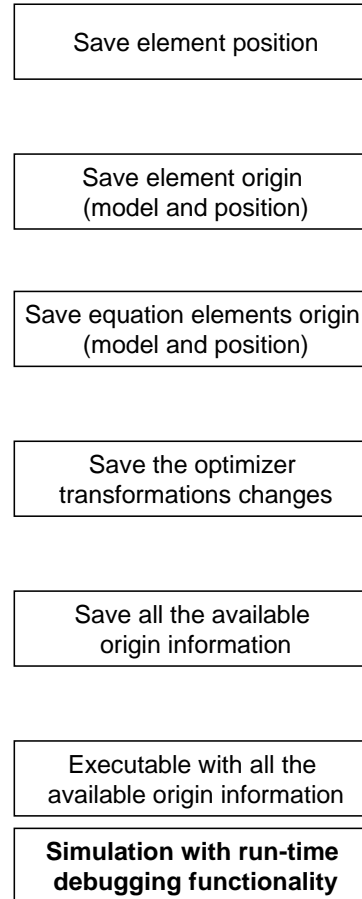 Save element position
Save element origin
(model and position)
Save equation elements origin
(model and position)
Save the optimizer
transformations changes
Save all the available
origin information
Executable with all the
available origin information
Simulation with run-time
debugging functionality